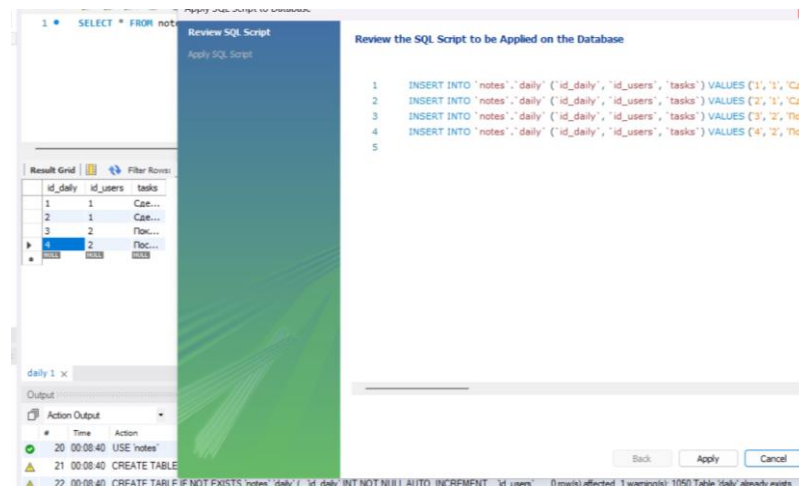 Apply SQL Script to Database
1 SELECT * FROM
Review SQL Script
Apply SQL Script
Review the SQL Script to be Applied on the Database
1 INSERT INTO `notes`.`daily` (`id_daily`, `id_users`, `tasks`) VALUES ('1', '1',
2 INSERT INTO `notes`.`daily` (`id_daily`, `id_users`, `tasks`) VALUES ('2', '1',
3 INSERT INTO `notes`.`daily` (`id_daily`, `id_users`, `tasks`) VALUES ('3', '2',
4 INSERT INTO `notes`.`daily` (`id_daily`, `id_users`, `tasks`) VALUES ('4', '2',
5
Result Grid Filter Rows:
id_daily id_users tasks
1 1 Сде...
2 1 Сде...
3 2 Пок...
4 2 Пос...
NULL NULL NULL
daily 1
Output
Action Output
# Time Action
20 00:08:40 USE `notes`
21 00:08:40 CREATE TABLE
22 00:08:40 CREATE TABLE IF NOT EXISTS `notes`.`daily` ( `id_daily` INT NOT NULL AUTO_INCREMENT, `id_users` 0 row(s) affected, 1 warning(s): 1050 Table 'daily' already exists
Back Apply Cancel